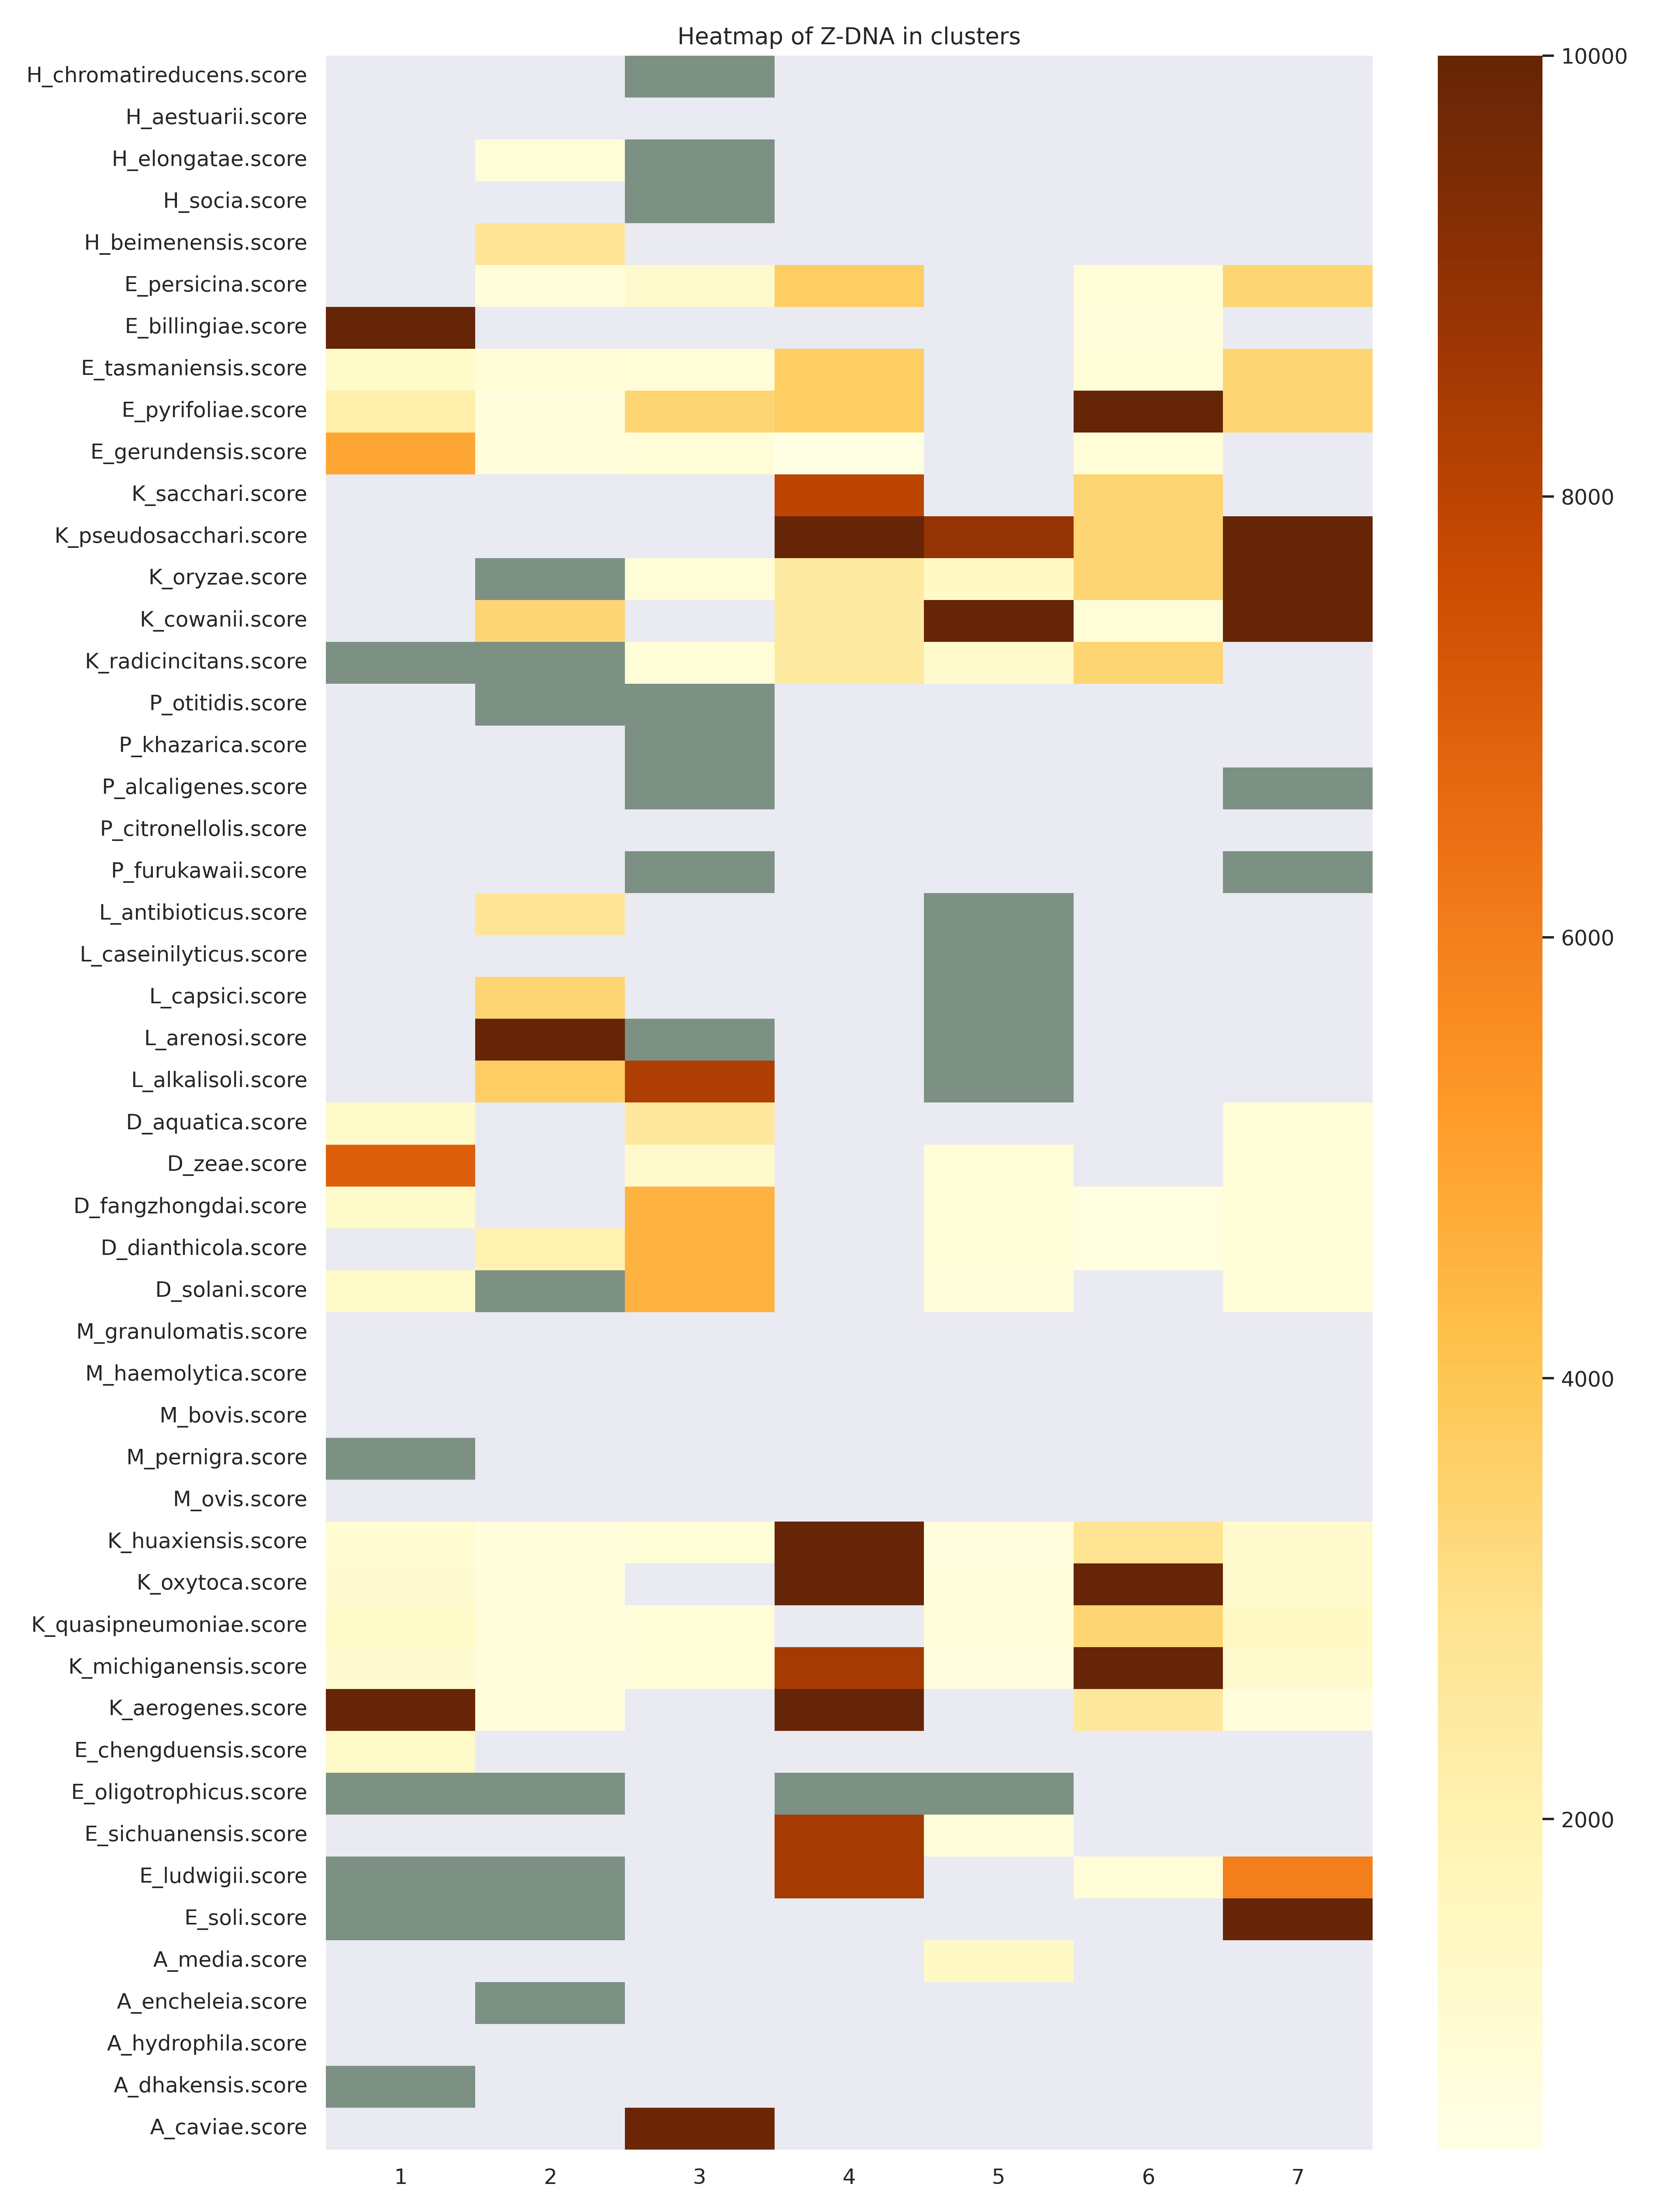 Heatmap of Z-DNA in clusters
H_chromatireducens.score
H_aestuarii.score
H_elongatae.score
H_socia.score
H_beimenensis.score
E_persicina.score
E_billingiae.score
E_tasmaniensis.score
E_pyrifoliae.score
E_gerundensis.score
K_sacchari.score
K_pseudosacchari.score
K_oryzae.score
K_cowanii.score
K_radicincitans.score
P_otitidis.score
P_khazarica.score
P_alcaligenes.score
P_citronellolis.score
P_furukawaii.score
L_antibioticus.score
L_caseinilyticus.score
L_capsici.score
L_arenosi.score
L_alkalisoli.score
D_aquatica.score
D_zeae.score
D_fangzhongdai.score
D_dianthicola.score
D_solani.score
M_granulomatis.score
M_haemolytica.score
M_bovis.score
M_pernigra.score
M_ovis.score
K_huaxiensis.score
K_oxytoca.score
K_quasipneumoniae.score
K_michiganensis.score
K_aerogenes.score
E_chengduensis.score
E_oligotrophicus.score
E_sichuanensis.score
E_ludwigii.score
E_soli.score
A_media.score
A_encheleia.score
A_hydrophila.score
A_dhakensis.score
A_caviae.score
1 2 3 4 5 6 7
10000
8000
6000
4000
2000